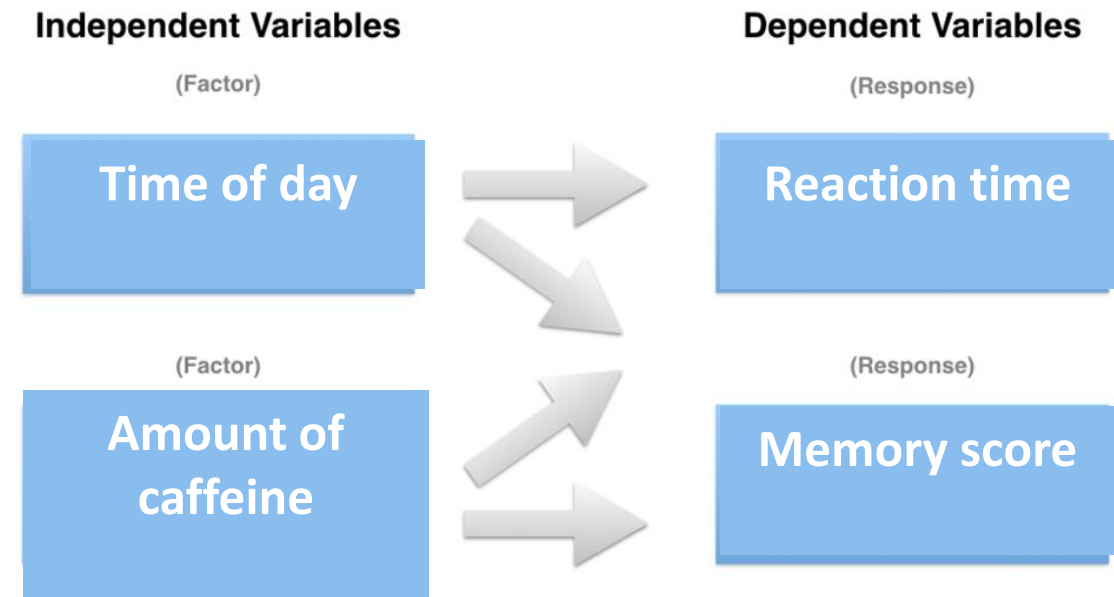 Independent Variables
Dependent Variables
(Factor)
(Response)
Time of day
Reaction time
(Factor)
(Response)
Amount of
caffeine
Memory score